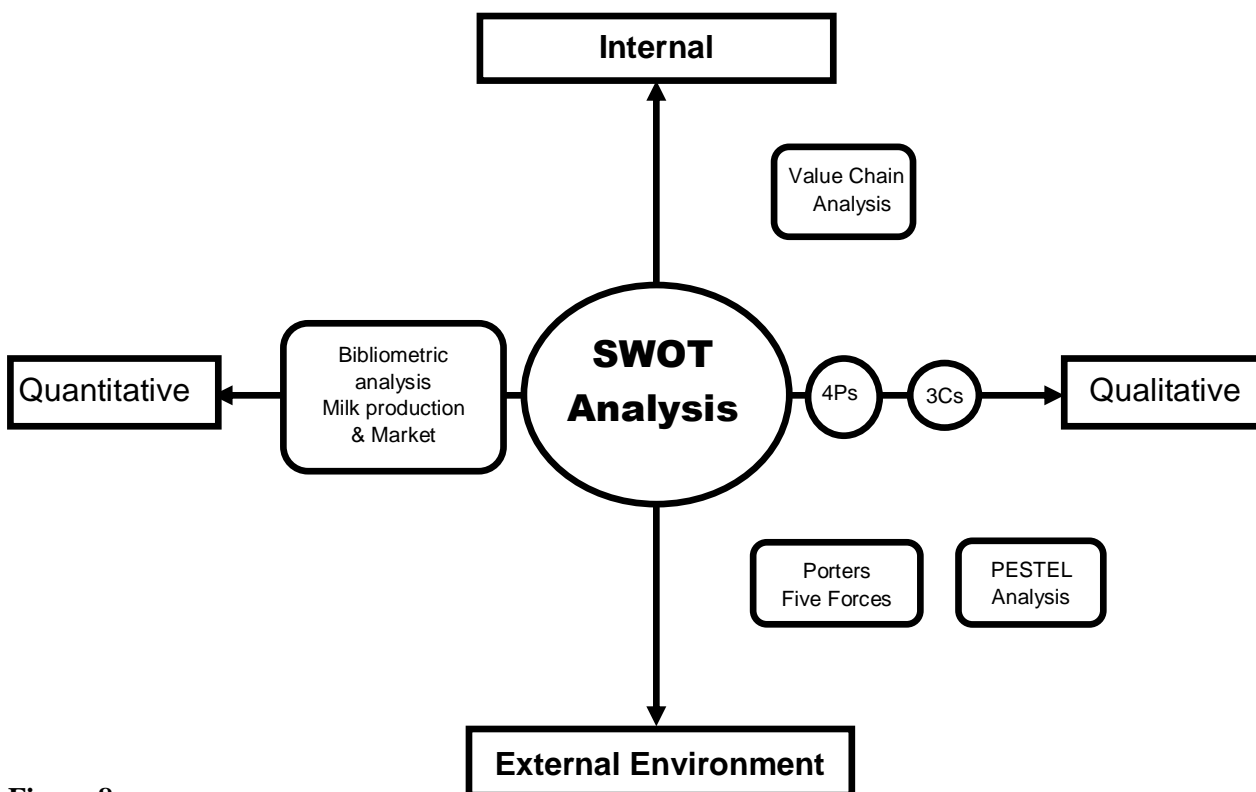 Internal
Value Chain
Analysis
SWOT
Analysis
Quantitative
Bibliometric
analysis
Milk production
& Market
4Ps
3Cs
Qualitative
Porters
Five Forces
PESTEL
Analysis
External Environment